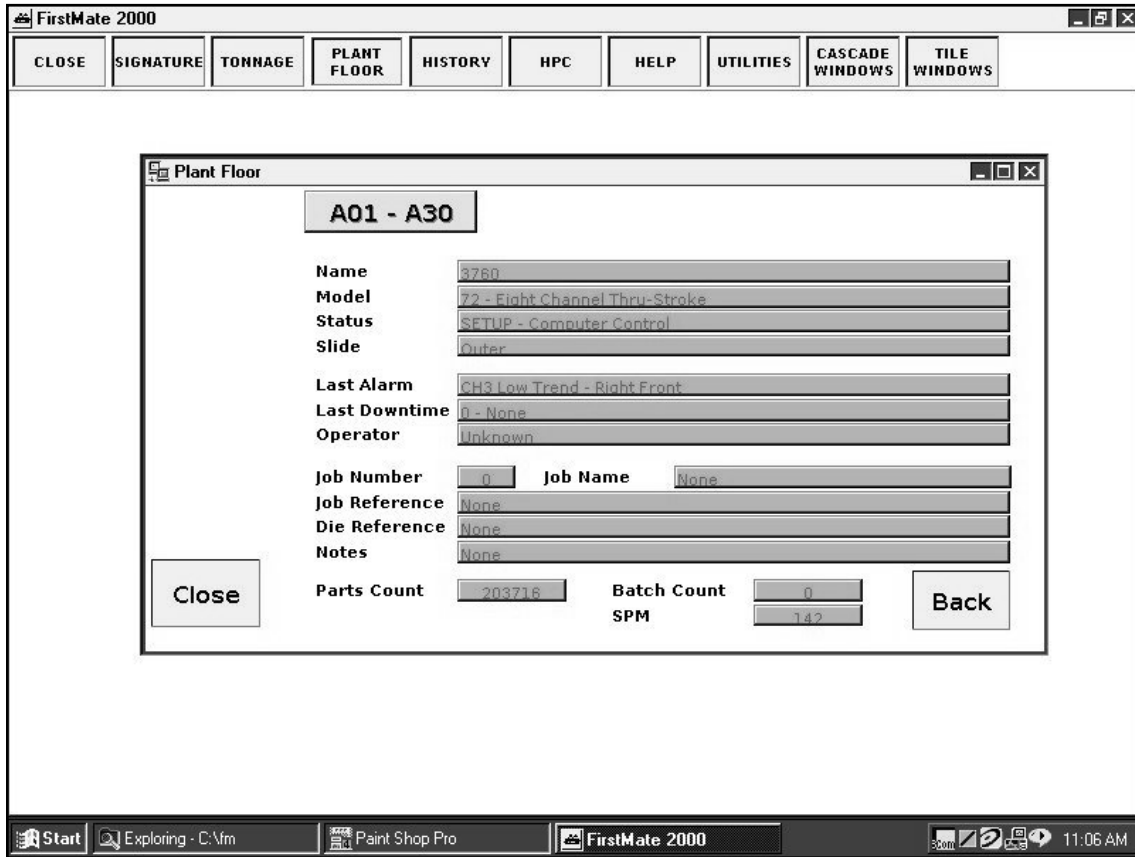 FirstMate 2000
CLOSE SIGNATURE TONNAGE PLANT FLOOR HISTORY HPC HELP UTILITIES CASCADE WINDOWS TILE WINDOWS
Plant Floor
A01 - A30
Name 3760
Model 72 - Eight Channel Thru-Stroke
Status SETUP - Computer Control
Slide Outer
Last Alarm CH3 Low Trend - Right Front
Last Downtime 0 - None
Operator Unknown
Job Number 0 Job Name None
Job Reference None
Die Reference None
Notes None
Parts Count 203716 Batch Count 0
SPM 142
Close Back
Start Exploring - C:\fm Paint Shop Pro FirstMate 2000 3Com 11:06 AM